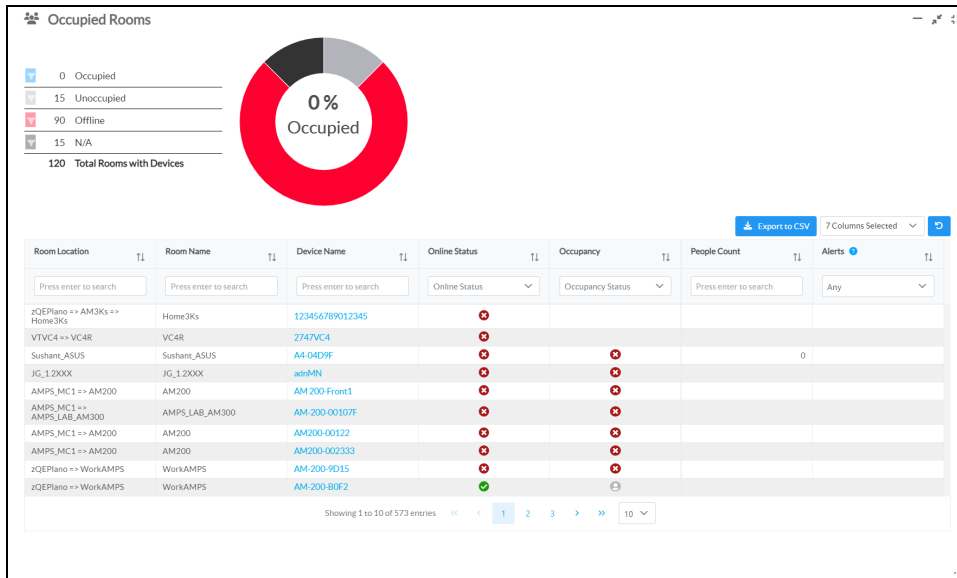 Occupied Rooms
0 Occupied
15 Unoccupied
90 Offline
15 N/A
120 Total Rooms with Devices
0 %
Occupied
Export to CSV 7 Columns Selected
Room Location Room Name Device Name Online Status Occupancy People Count Alerts ?
Press enter to search Press enter to search Press enter to search Online Status Occupancy Status Press enter to search Any
zQEPlano => AM3Ks =>
Home3Ks Home3Ks 123456789012345
VTVC4 => VC4R VC4R 2747VC4
Sushant_ASUS Sushant_ASUS A4-04D9F 0
JG_1.2XXX JG_1.2XXX adnMN
AMPS_MC1 => AM200 AM200 AM 200-Front1
AMPS_MC1 =>
AMPS_LAB_AM300 AMPS_LAB_AM300 AM-200-00107F
AMPS_MC1 => AM200 AM200 AM200-00122
AMPS_MC1 => AM200 AM200 AM200-002333
zQEPlano => WorkAMPS WorkAMPS AM-200-9D15
zQEPlano => WorkAMPS WorkAMPS AM-200-B0F2
Showing 1 to 10 of 573 entries << < 1 2 3 > >> 10